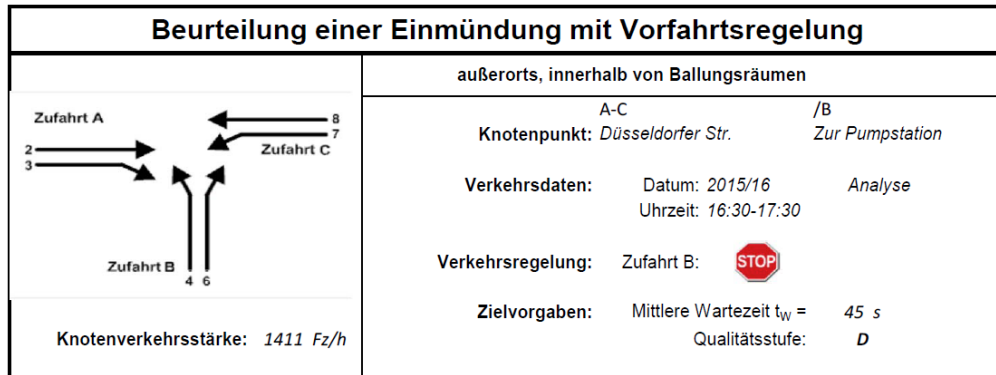 Beurteilung einer Einmündung mit Vorfahrtsregelung
außerorts, innerhalb von Ballungsräumen
Zufahrt A
8
7
Zufahrt C
2
3
Zufahrt B
4 6
Knotenverkehrsstärke: 1411 Fz/h
A-C /B
Knotenpunkt: Düsseldorfer Str. Zur Pumpstation
Verkehrsdaten: Datum: 2015/16 Analyse
Uhrzeit: 16:30-17:30
Verkehrsregelung: Zufahrt B: STOP
Zielvorgaben: Mittlere Wartezeit tW = 45 s
Qualitätsstufe: D